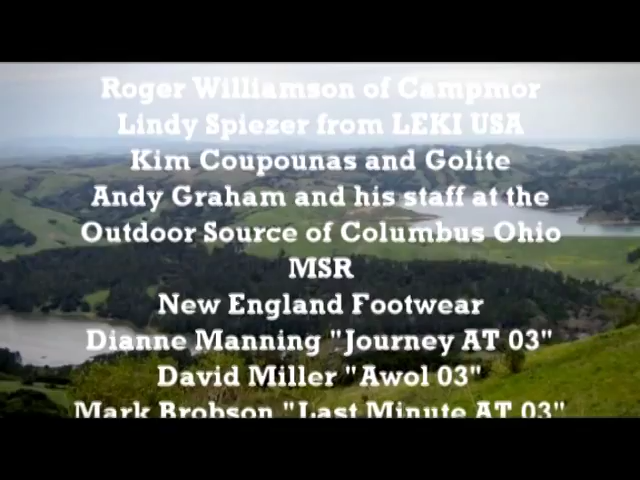 Roger Williamson of Campmor
Lindy Spiezer from LEKI USA
Kim Coupounas and Golite
Andy Graham and his staff at the
Outdoor Source of Columbus Ohio
MSR
New England Footwear
Dianne Manning "Journey AT 03"
David Miller "Awol 03"
Mark Brobson "Last Minute AT 03"